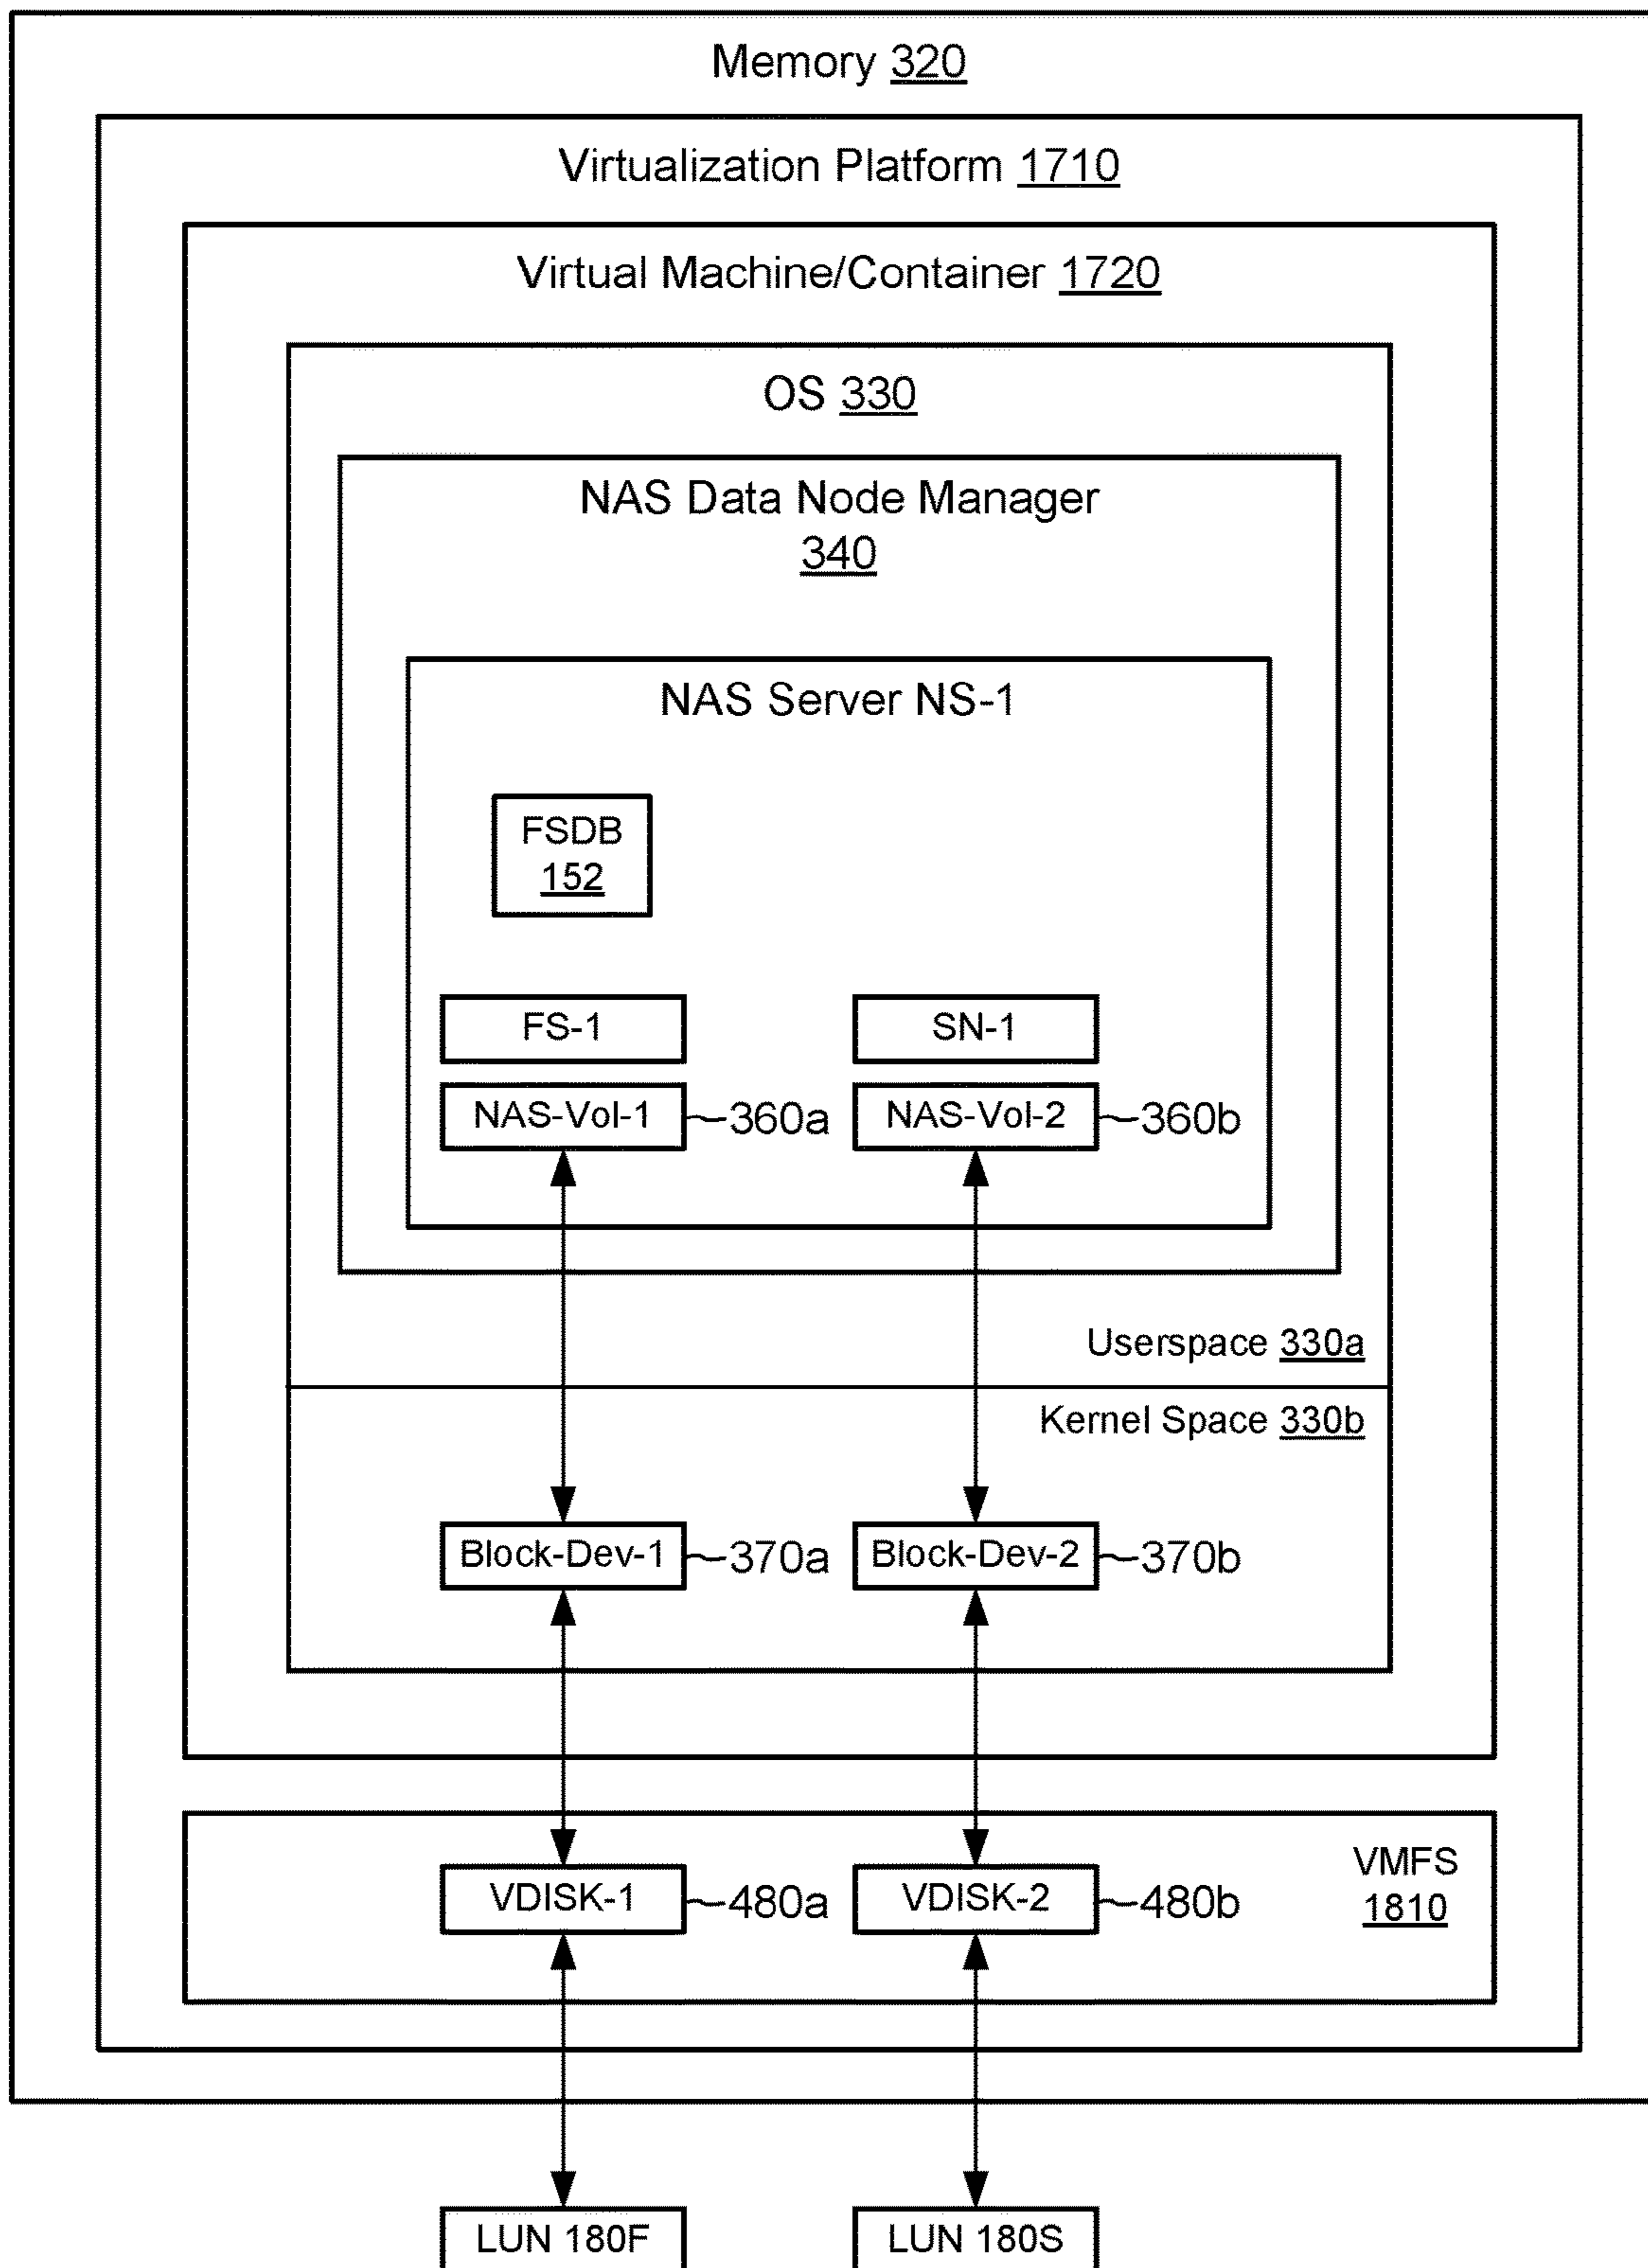 Memory 320
Virtualization Platform 1710
Virtual Machine/Container 1720
OS 330
NAS Data Node Manager
340
NAS Server NS-1
FSDB
152
FS-1
SN-1
NAS-Vol-1
360a
NAS-Vol-2
360b
Userspace 330a
Kernel Space 330b
Block-Dev-1
370a
Block-Dev-2
370b
VMFS
1810
VDISK-1
480a
VDISK-2
480b
LUN 180F
LUN 180S